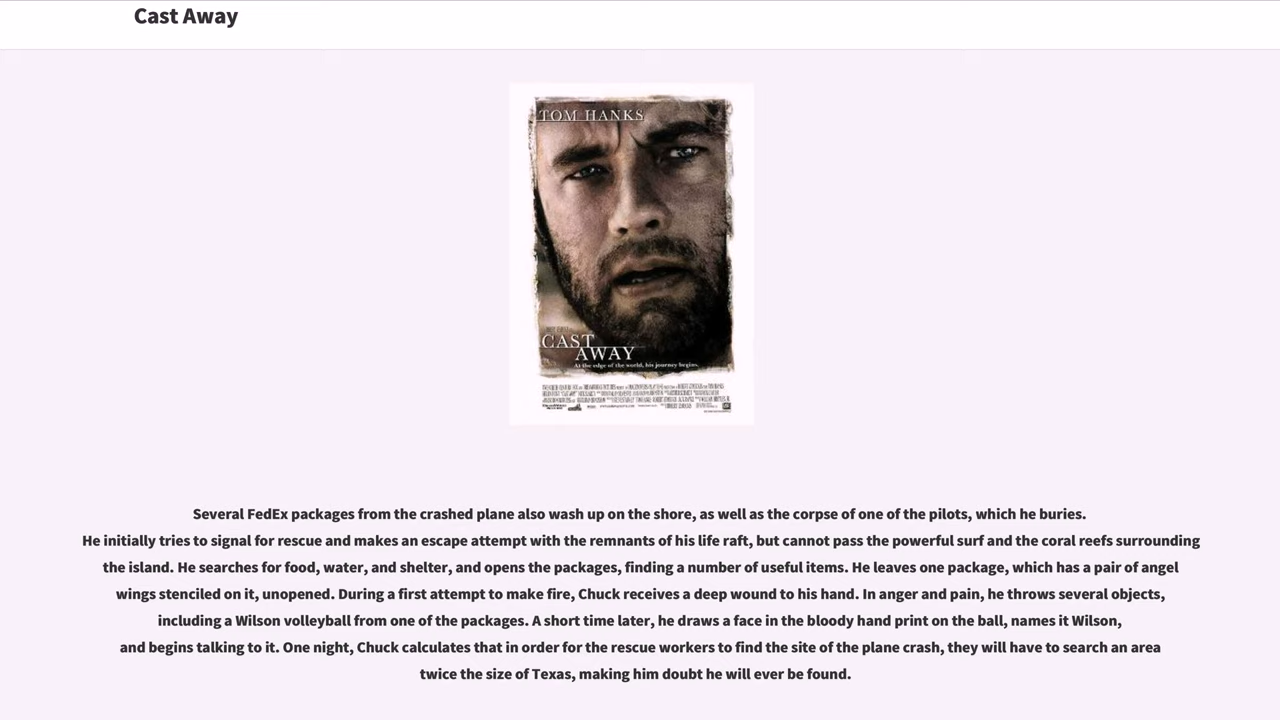 Cast Away
TOM HANKS
CAST
AWAY
At the edge of the world, his journey begins.
Several FedEx packages from the crashed plane also wash up on the shore, as well as the corpse of one of the pilots, which he buries.
He initially tries to signal for rescue and makes an escape attempt with the remnants of his life raft, but cannot pass the powerful surf and the coral reefs surrounding
the island. He searches for food, water, and shelter, and opens the packages, finding a number of useful items. He leaves one package, which has a pair of angel
wings stenciled on it, unopened. During a first attempt to make fire, Chuck receives a deep wound to his hand. In anger and pain, he throws several objects,
including a Wilson volleyball from one of the packages. A short time later, he draws a face in the bloody hand print on the ball, names it Wilson,
and begins talking to it. One night, Chuck calculates that in order for the rescue workers to find the site of the plane crash, they will have to search an area
twice the size of Texas, making him doubt he will ever be found.